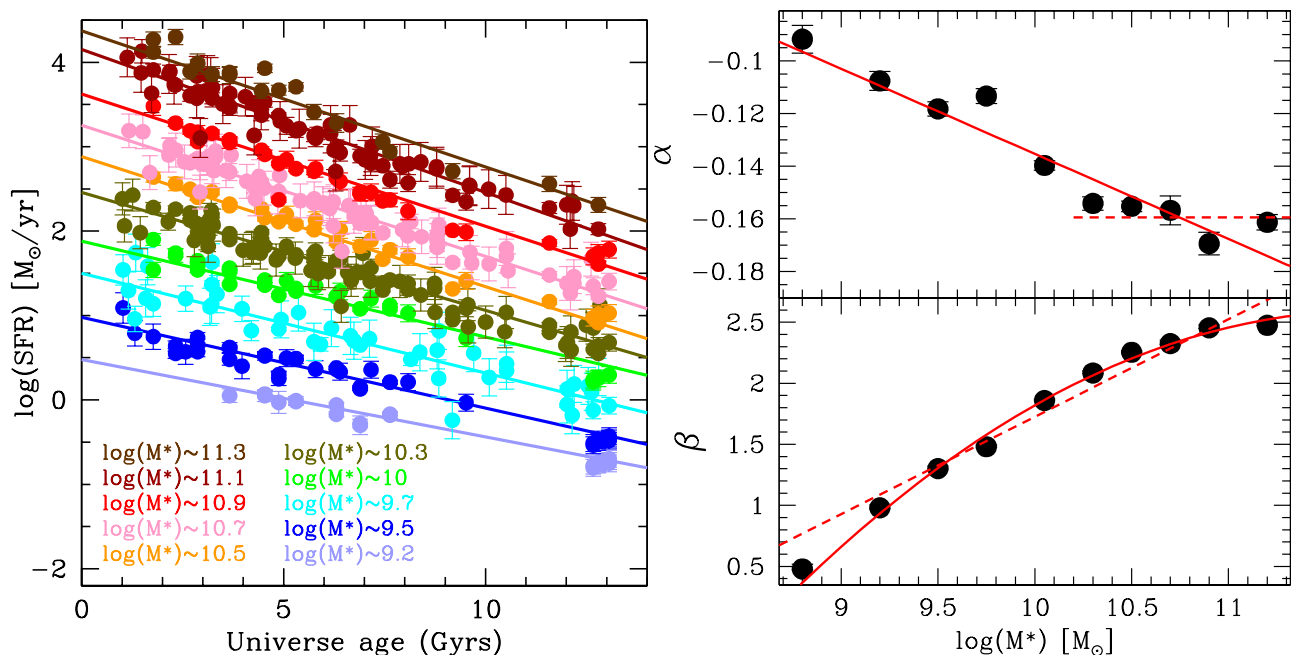 4
2
0
−2
log(SFR) [M⊙/yr]
log(M*)~11.3 log(M*)~10.3
log(M*)~11.1 log(M*)~10
log(M*)~10.9 log(M*)~9.7
log(M*)~10.7 log(M*)~9.5
log(M*)~10.5 log(M*)~9.2
0 5 10
Universe age (Gyrs)
−0.1
−0.12
−0.14
−0.16
−0.18
α
2.5
2
1.5
1
0.5
β
9 9.5 10 10.5 11
log(M*) [M⊙]